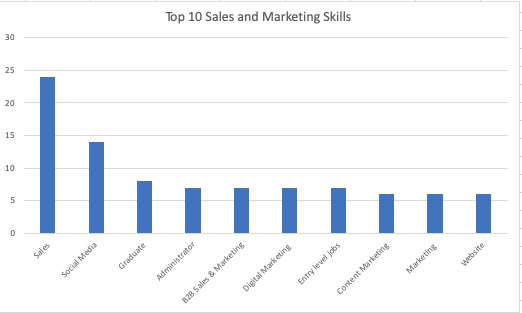 Top 10 Sales and Marketing Skills
30
25
20
15
10
5
0
Sales
Social Media
Graduate
Administrator
B2B Sales & Marketing
Digital Marketing
Entry level jobs
Content Marketing
Marketing
Website